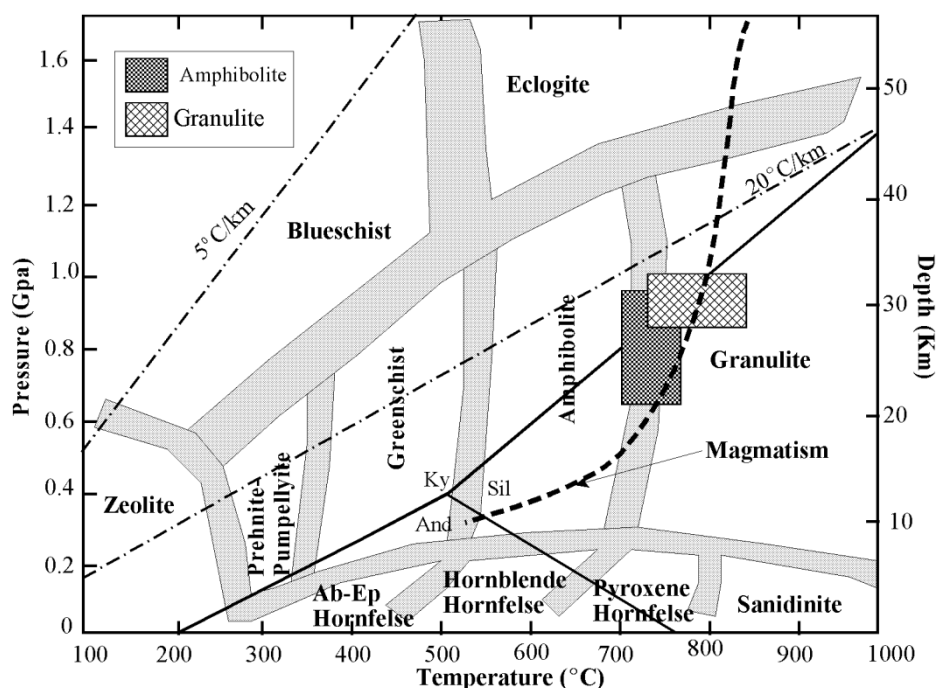 1.6
1.4
1.2
1.0
0.8
0.6
0.4
0.2
0
Pressure (Gpa)
Amphibolite
Granulite
Eclogite
Blueschist
5°C/km
20°C/km
Greenschist
Amphibolite
Granulite
Magmatism
Zeolite
Prehnite-
Pumpellyite
Ky
Sil
And
Ab-Ep
Hornfelse
Hornblende
Hornfelse
Pyroxene
Hornfelse
Sanidinite
50
40
30
20
10
Depth (Km)
100 200 300 400 500 600 700 800 900 1000
Temperature (°C)